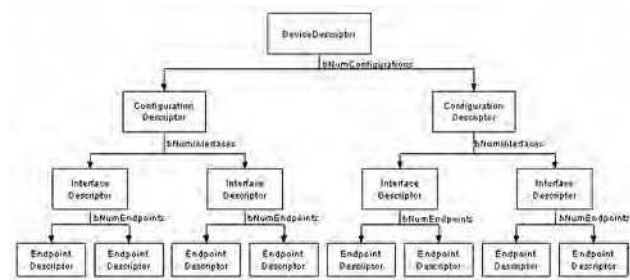 DeviceDescriptor
bNumConfigurations
Configuration
Descriptor
Configuration
Descriptor
bNumInterfaces
bNumInterfaces
Interface
Descriptor
Interface
Descriptor
Interface
Descriptor
Interface
Descriptor
bNumEndpoints
bNumEndpoints
bNumEndpoints
bNumEndpoints
Endpoint
Descriptor
Endpoint
Descriptor
Endpoint
Descriptor
Endpoint
Descriptor
Endpoint
Descriptor
Endpoint
Descriptor
Endpoint
Descriptor
Endpoint
Descriptor